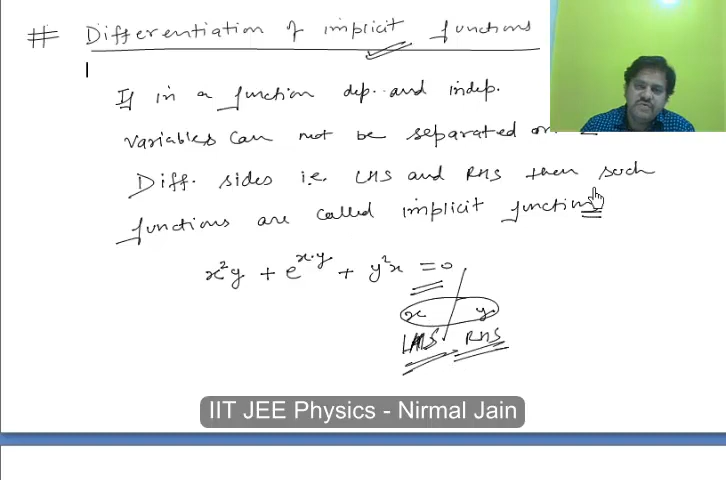 # Differentiation of implicit functions
If in a function dep. and indep.
variables can not be separated on 2
Diff. sides i.e. LHS and RHS then such
functions are called implicit functions
x²y + e^{x·y} + y²x = 0
x y
LHS RHS
IIT JEE Physics - Nirmal Jain